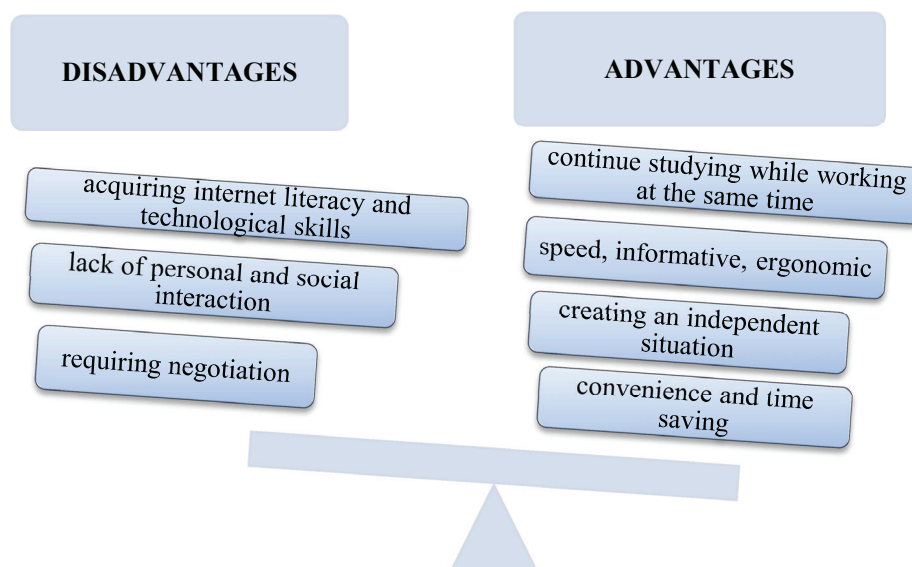 DISADVANTAGES
acquiring internet literacy and
technological skills
lack of personal and social
interaction
requiring negotiation
ADVANTAGES
continue studying while working
at the same time
speed, informative, ergonomic
creating an independent
situation
convenience and time
saving